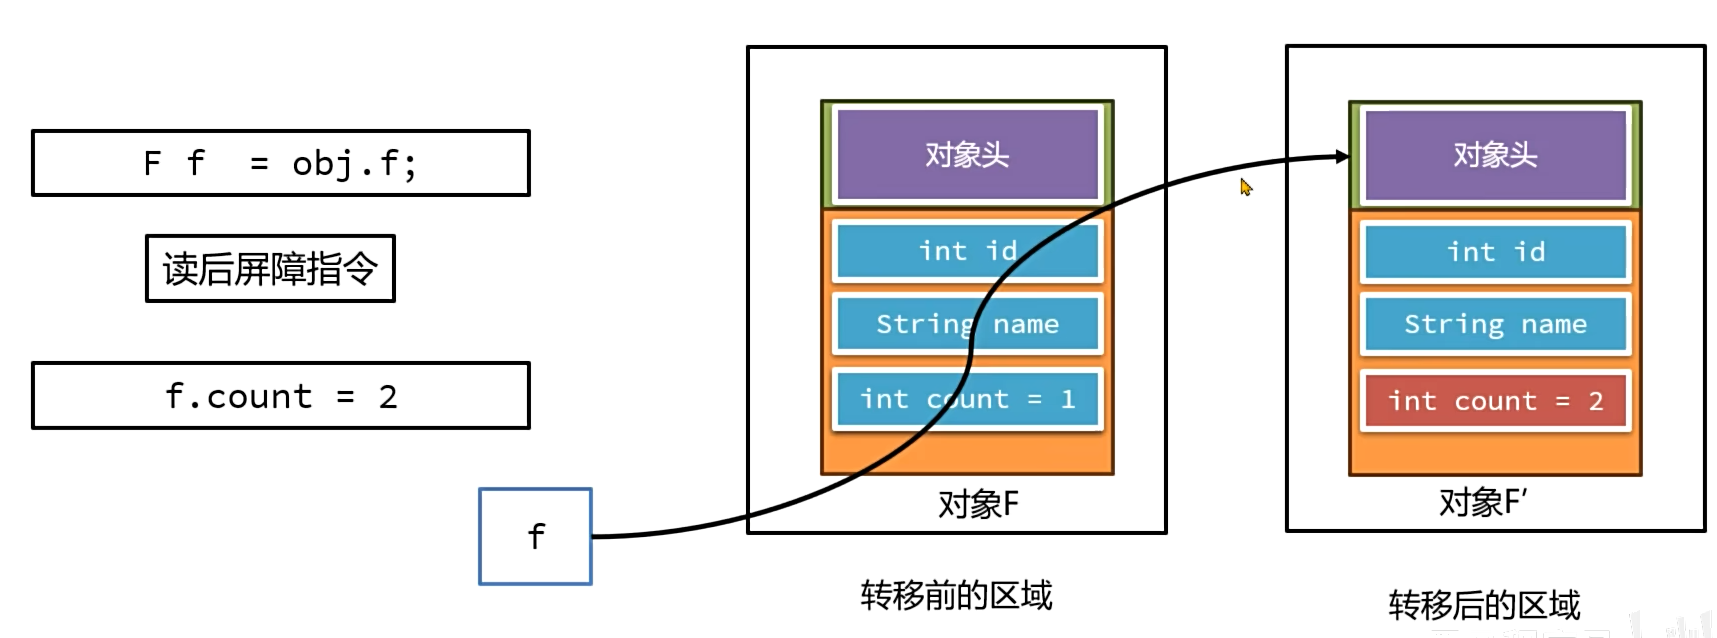 F f = obj.f;
读后屏障指令
f.count = 2
f
对象头
int id
String name
int count = 1
对象F
转移前的区域
对象头
int id
String name
int count = 2
对象F′
转移后的区域